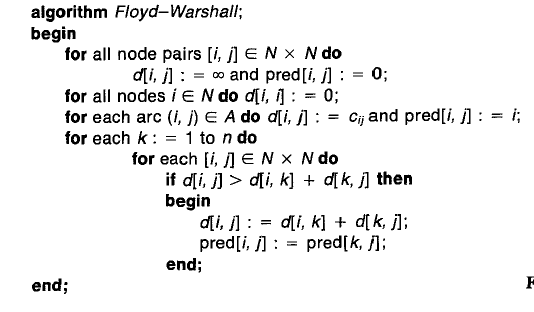 algorithm Floyd–Warshall;
begin
for all node pairs [i, j] ∈ N × N do
d[i, j] : = ∞ and pred[i, j] : = 0;
for all nodes i ∈ N do d[i, i] : = 0;
for each arc (i, j) ∈ A do d[i, j] : = cij and pred[i, j] : = i;
for each k : = 1 to n do
for each [i, j] ∈ N × N do
if d[i, j] > d[i, k] + d[k, j] then
begin
d[i, j] : = d[i, k] + d[k, j];
pred[i, j] : = pred[k, j];
end;
end;
F